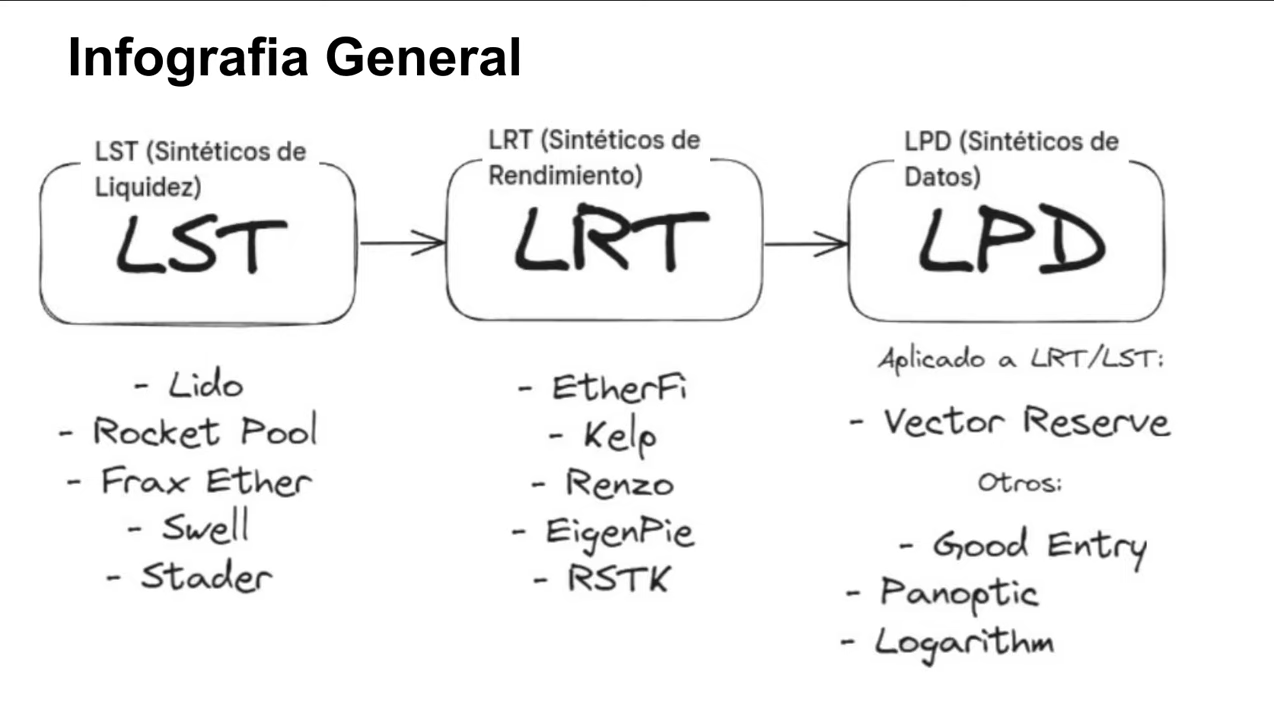 Infografia General
LST (Sintéticos de
Liquidez)
LST
- Lido
- Rocket Pool
- Frax Ether
- Swell
- Stader
LRT (Sintéticos de
Rendimiento)
LRT
- EtherFi
- Kelp
- Renzo
- EigenPie
- RSTK
LPD (Sintéticos de
Datos)
LPD
Aplicado a LRT/LST:
- Vector Reserve
Otros:
- Good Entry
- Panoptic
- Logarithm